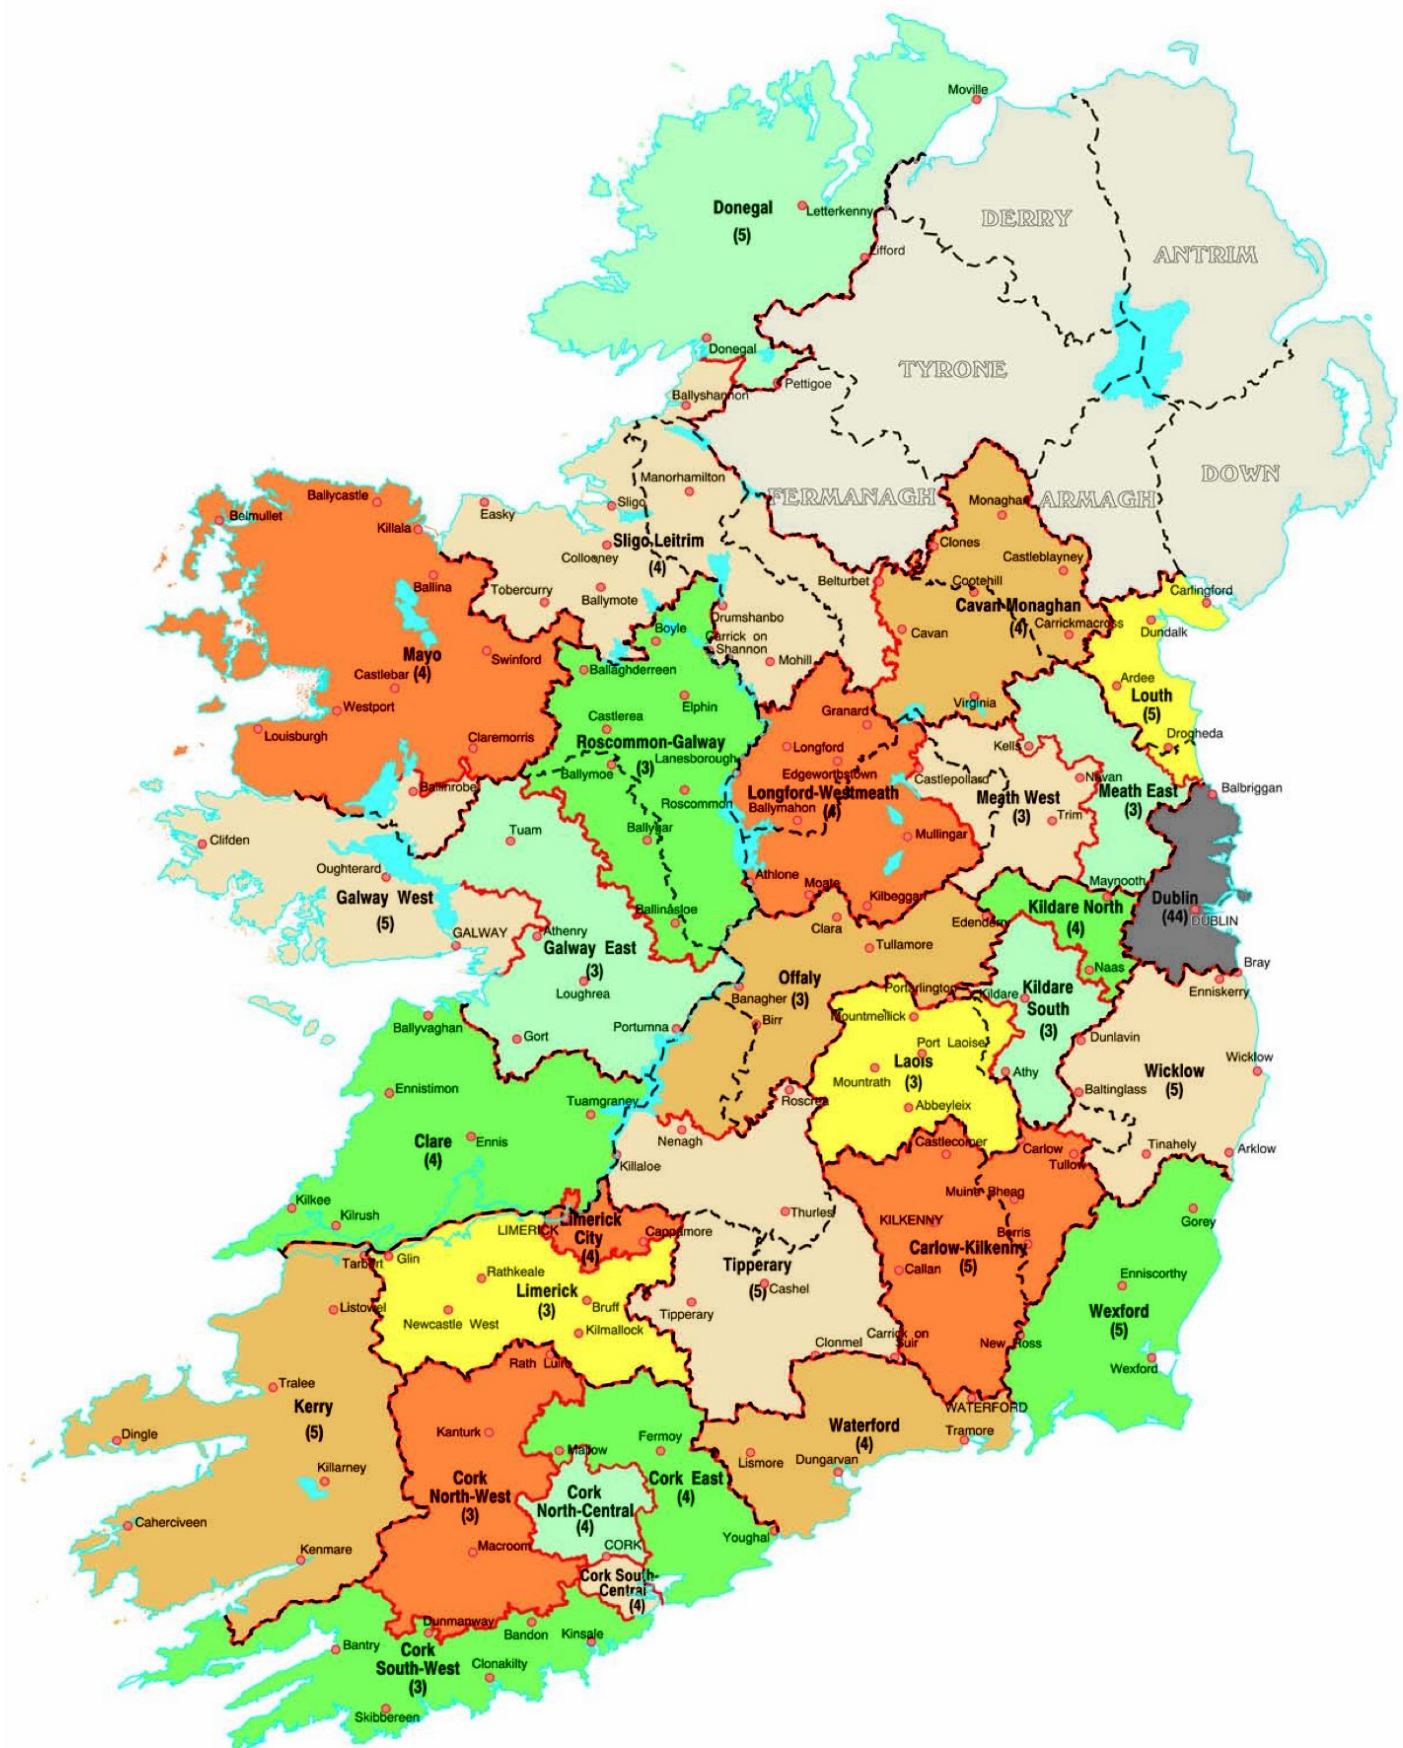 Moville
Donegal
(5)
Letterkenny
DERRY
ANTRIM
Lifford
Donegal
TYRONE
Pettigoe
Ballyshannon
DOWN
Manorhamilton
FERMANAGH
ARMAGH
Monaghan
Ballycastle
Belmullet
Killala
Easky
Sligo
Sligo-Leitrim
(4)
Collooney
Clones
Castleblayney
Ballina
Tobercurry
Ballymote
Belturbet
Cootehill
Cavan-Monaghan
(4)
Carlingford
Drumshanbo
Boyle
Carrick on
Shannon
Cavan
Carrickmacross
Dundalk
Mayo
(4)
Swinford
Castlebar
Ballaghderreen
Mohill
Ardee
Louth
(5)
Westport
Elphin
Granard
Virginia
Louisburgh
Claremorris
Castlerea
Roscommon-Galway
(3)
Lanesborough
Longford
Kells
Drogheda
Ballymoe
Edgeworthstown
Castlepollard
Navan
Ballinrobe
Longford-Westmeath
(4)
Meath West
(3)
Meath East
(3)
Balbriggan
Roscommon
Ballymahon
Trim
Clifden
Tuam
Ballygar
Mullingar
Oughterard
Athlone
Moate
Maynooth
Galway West
(5)
Kilbeggan
Dublin
(44)
DUBLIN
Ballinasloe
Kildare North
(4)
GALWAY
Athenry
Clara
Edenderry
Galway East
(3)
Tullamore
Naas
Bray
Loughrea
Offaly
(3)
Enniskerry
Banagher
Portarlington
Kildare
Kildare
South
(3)
Ballyvaghan
Gort
Portumna
Birr
Mountmellick
Dunlavin
Port Laoise
Wicklow
Laois
(3)
Athy
Wicklow
(5)
Ennistimon
Mountrath
Baltinglass
Tuamgraney
Roscrea
Abbeyleix
Clare
(4)
Ennis
Nenagh
Castlecomer
Carlow
Tinahely
Arklow
Killaloe
Tullow
Kilkee
Muine Bheag
Kilrush
Limerick
City
(4)
LIMERICK
Cappamore
Thurles
KILKENNY
Borris
Gorey
Tarbert
Glin
Carlow-Kilkenny
(5)
Rathkeale
Tipperary
(5)
Cashel
Callan
Enniscorthy
Limerick
(3)
Listowel
Bruff
Newcastle West
Tipperary
Wexford
(5)
Kilmallock
Clonmel
Carrick on
Suir
New Ross
Rath Luirc
Wexford
Tralee
Kerry
(5)
WATERFORD
Dingle
Kanturk
Fermoy
Waterford
(4)
Tramore
Mallow
Lismore
Dungarvan
Killarney
Cork
North-West
(3)
Cork East
(4)
Cork
North-Central
(4)
Caherciveen
Youghal
Kenmare
Macroom
CORK
Cork South-
Central
(4)
Dunmanway
Bandon
Kinsale
Bantry
Cork
South-West
(3)
Clonakilty
Skibbereen